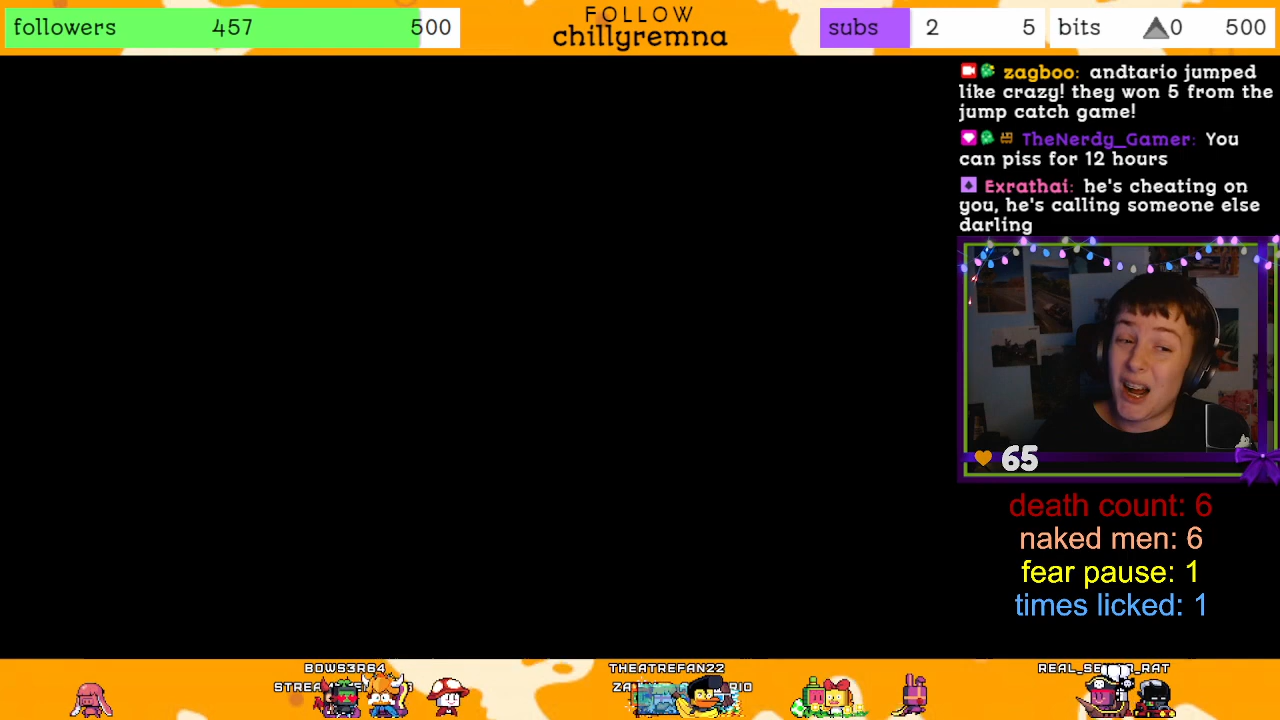 followers 457 500
FOLLOW
chillyremna
subs 2 5
bits 0 500
zagboo: andtario jumped
like crazy! they won 5 from the
jump catch game!
TheNerdy_Gamer: You
can piss for 12 hours
Exrathai: he's cheating on
you, he's calling someone else
darling
65
death count: 6
naked men: 6
fear pause: 1
times licked: 1
BOWS3R64
THEATREFAN22